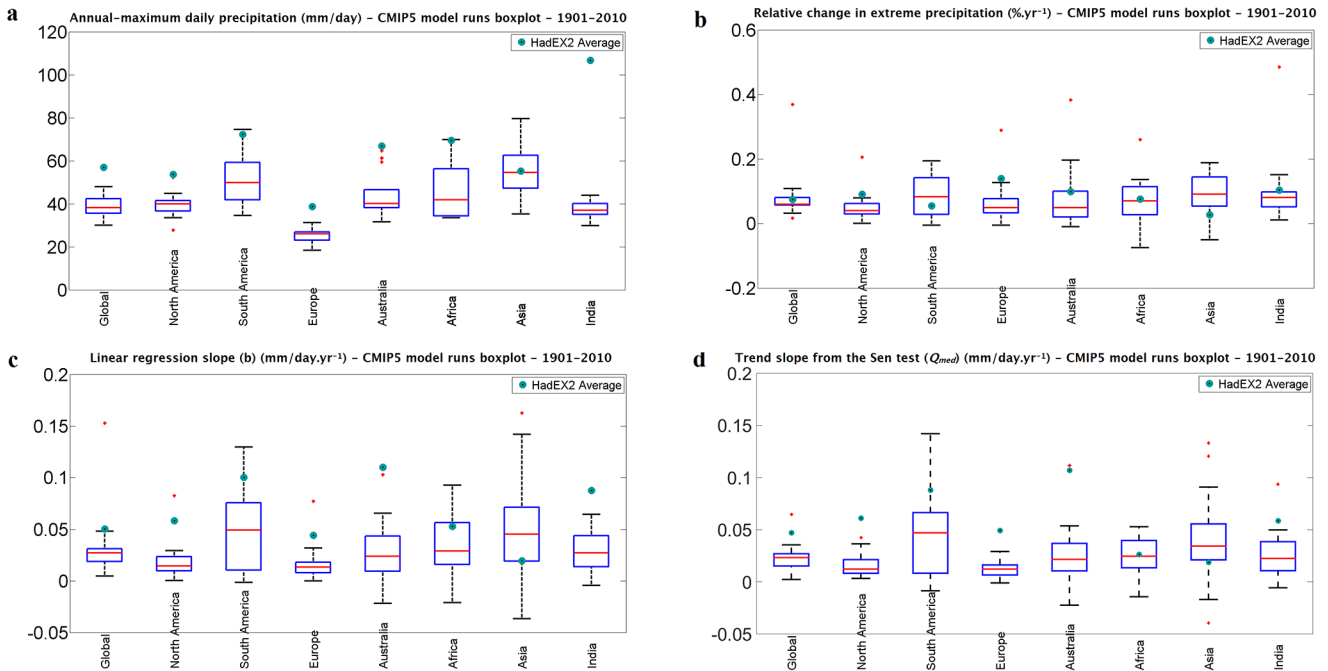 a
Annual-maximum daily precipitation (mm/day) – CMIP5 model runs boxplot – 1901–2010
HadEX2 Average
120
100
80
60
40
20
0
Global
North America
South America
Europe
Australia
Africa
Asia
India
b
Relative change in extreme precipitation (%.yr⁻¹) – CMIP5 model runs boxplot – 1901–2010
HadEX2 Average
0.6
0.4
0.2
0
-0.2
Global
North America
South America
Europe
Australia
Africa
Asia
India
c
Linear regression slope (b) (mm/day.yr⁻¹) – CMIP5 model runs boxplot – 1901–2010
HadEX2 Average
0.2
0.15
0.1
0.05
0
-0.05
Global
North America
South America
Europe
Australia
Africa
Asia
India
d
Trend slope from the Sen test (Qmed) (mm/day.yr⁻¹) – CMIP5 model runs boxplot – 1901–2010
HadEX2 Average
0.2
0.15
0.1
0.05
0
-0.05
Global
North America
South America
Europe
Australia
Africa
Asia
India